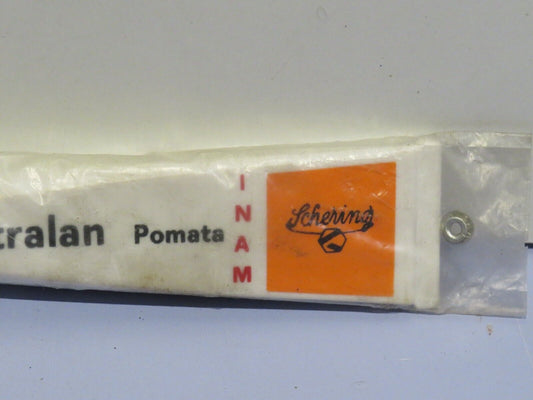 tralan Pomata
INAM
Schering